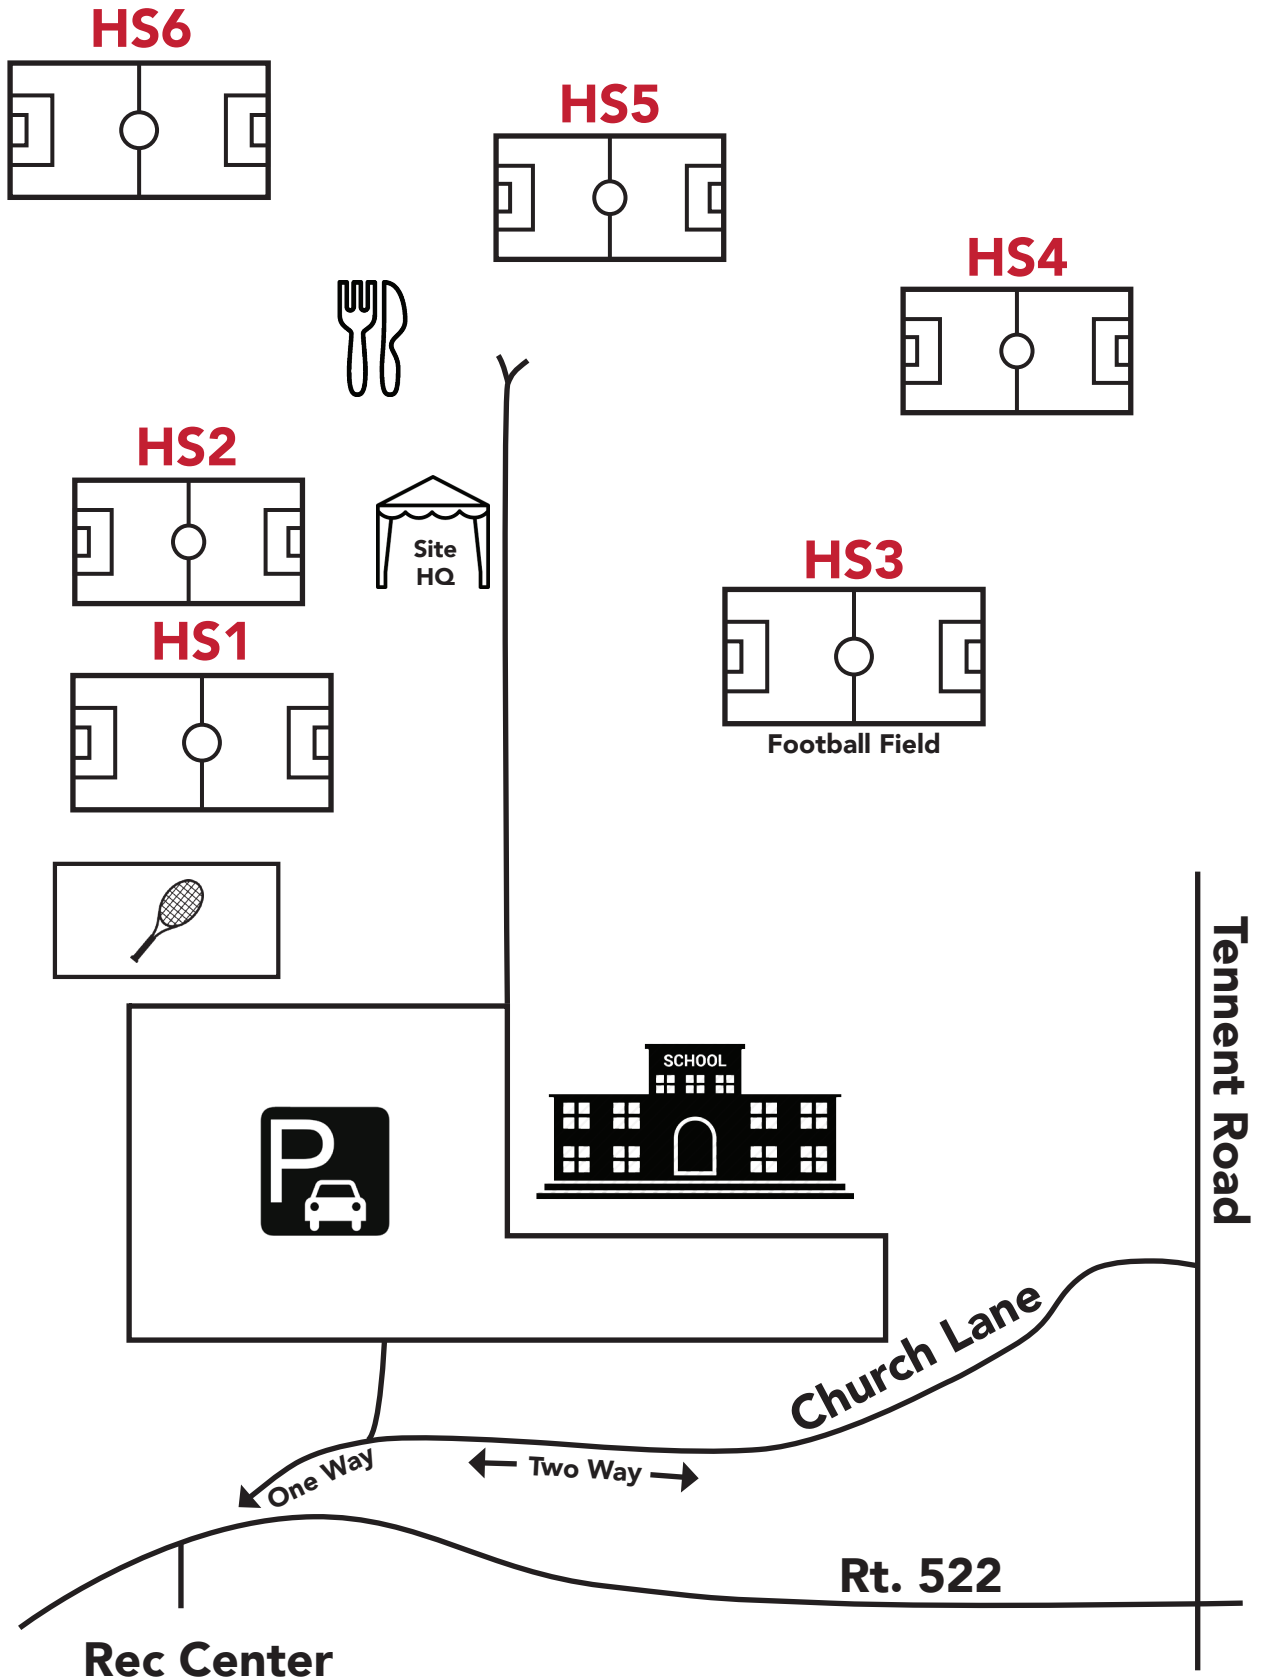 HS6
HS5
HS4
HS2
Site
HQ
HS3
HS1
Football Field
Tennent Road
SCHOOL
P
Church Lane
One Way
Two Way
Rt. 522
Rec Center